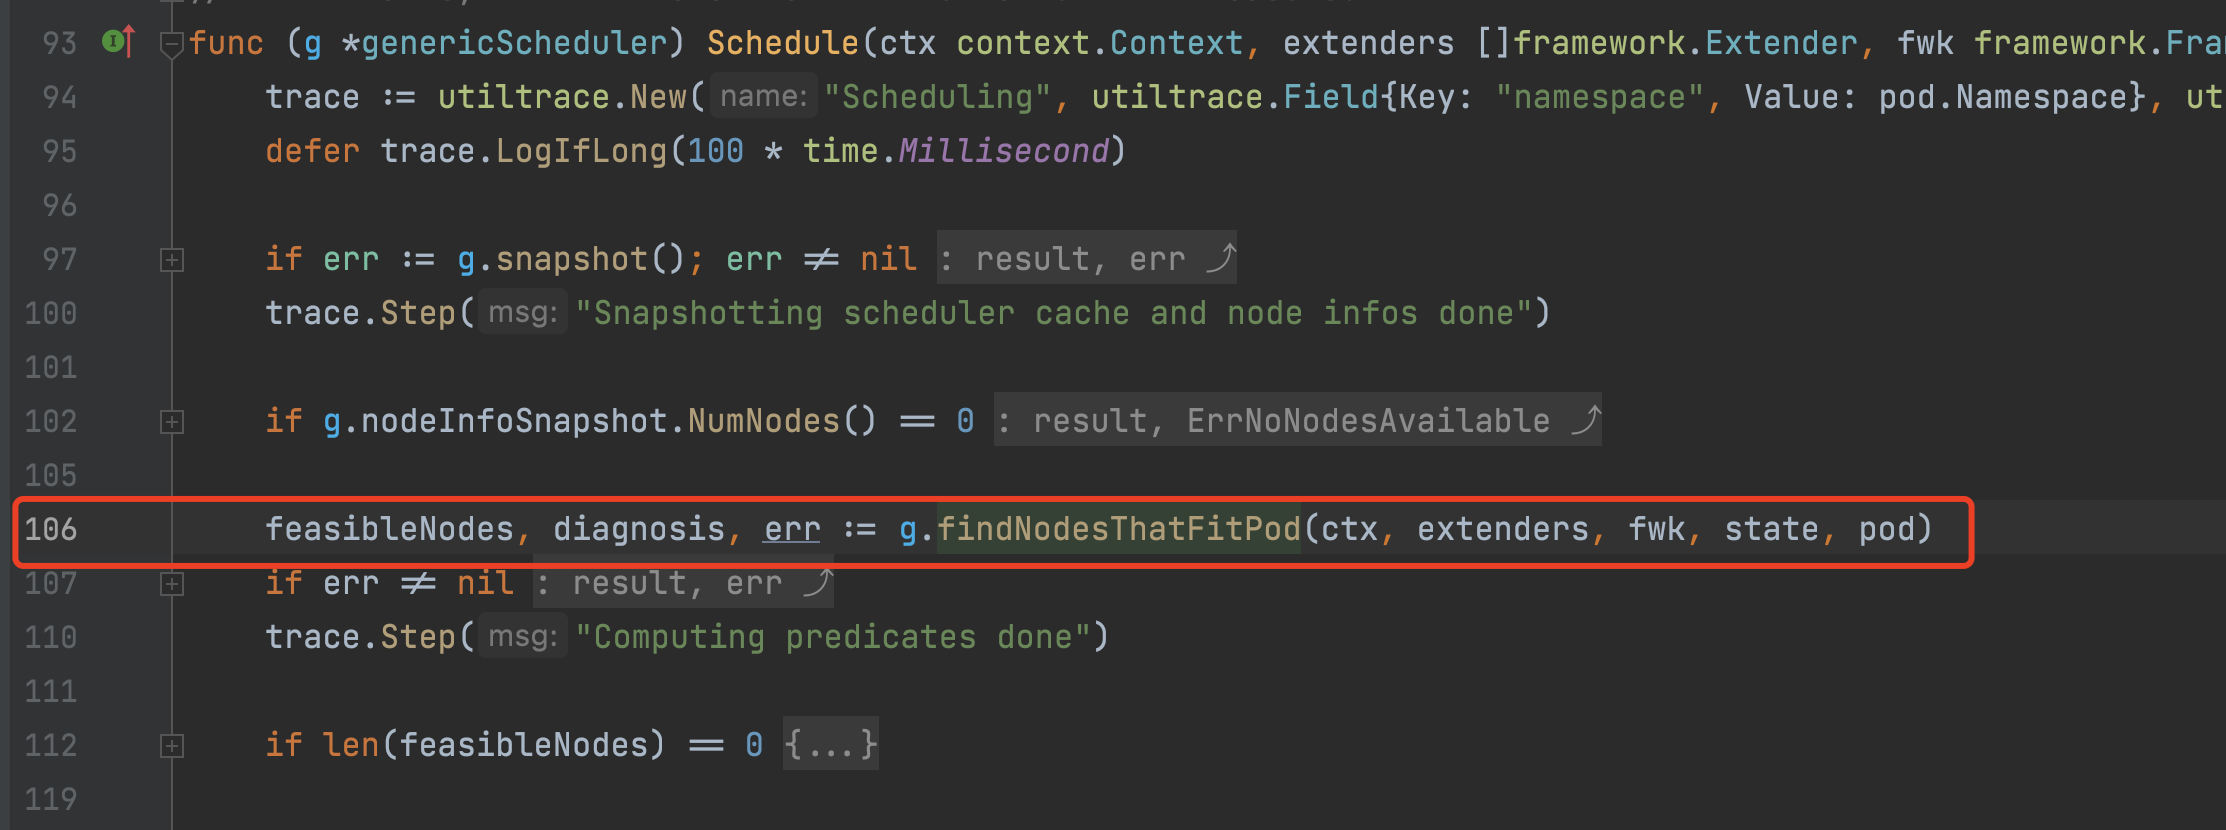 93 func (g *genericScheduler) Schedule(ctx context.Context, extenders []framework.Extender, fwk framework.Fra
94 trace := utiltrace.New( name: "Scheduling", utiltrace.Field{Key: "namespace", Value: pod.Namespace}, ut
95 defer trace.LogIfLong(100 * time.Millisecond)
96
97 if err := g.snapshot(); err != nil : result, err ⤴
100 trace.Step( msg: "Snapshotting scheduler cache and node infos done")
101
102 if g.nodeInfoSnapshot.NumNodes() == 0 : result, ErrNoNodesAvailable ⤴
105
106 feasibleNodes, diagnosis, err := g.findNodesThatFitPod(ctx, extenders, fwk, state, pod)
107 if err != nil : result, err ⤴
110 trace.Step( msg: "Computing predicates done")
111
112 if len(feasibleNodes) == 0 {...}
119